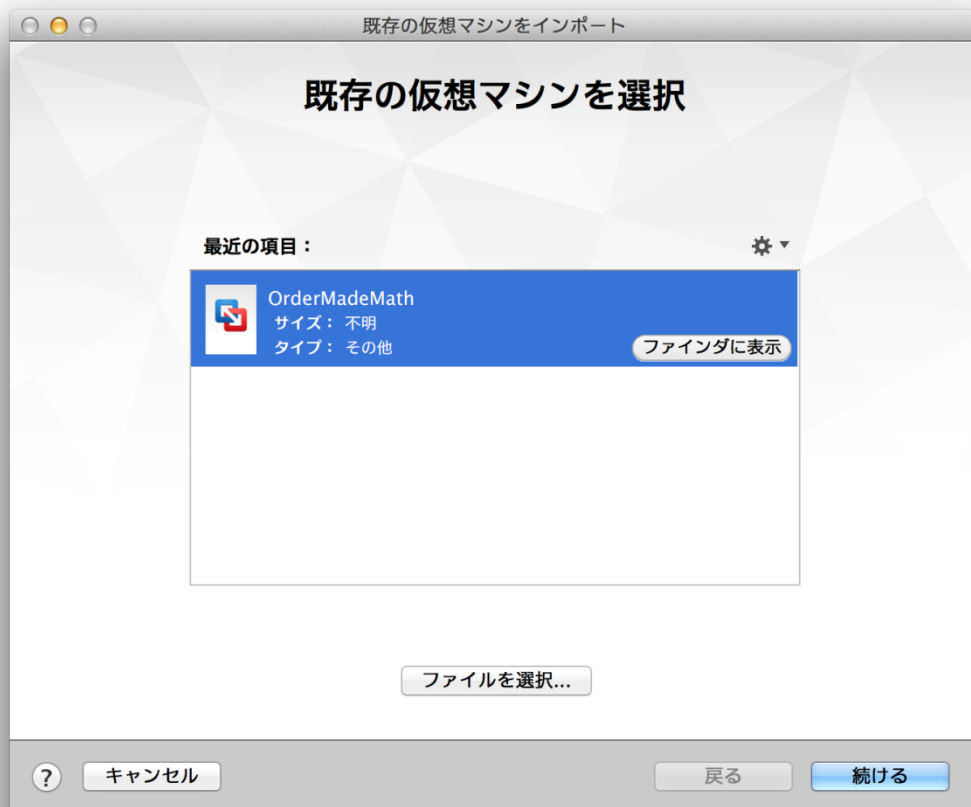 既存の仮想マシンをインポート
既存の仮想マシンを選択
最近の項目：
OrderMadeMath
サイズ： 不明
タイプ： その他
ファインダに表示
ファイルを選択...
? キャンセル 戻る 続ける